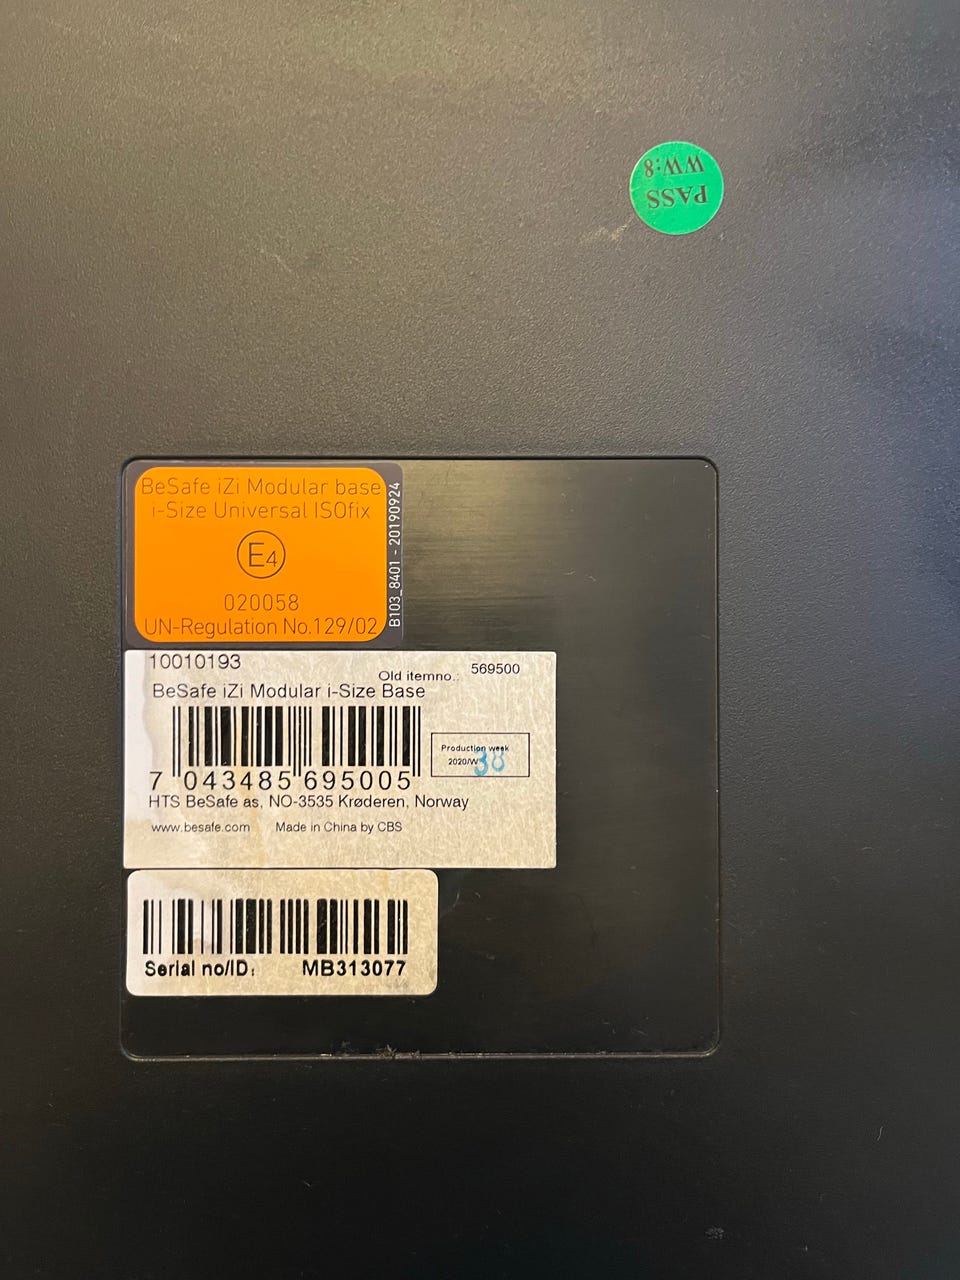 PASS
WW:8
BeSafe iZi Modular base
i-Size Universal ISOfix
E4
020058
UN-Regulation No.129/02
B103_8401 - 20190924
10010193
Old itemno.: 569500
BeSafe iZi Modular i-Size Base
Production week
2020/W 38
7 043485 695005
HTS BeSafe as, NO-3535 Krøderen, Norway
www.besafe.com Made in China by CBS
Serial no/ID: MB313077